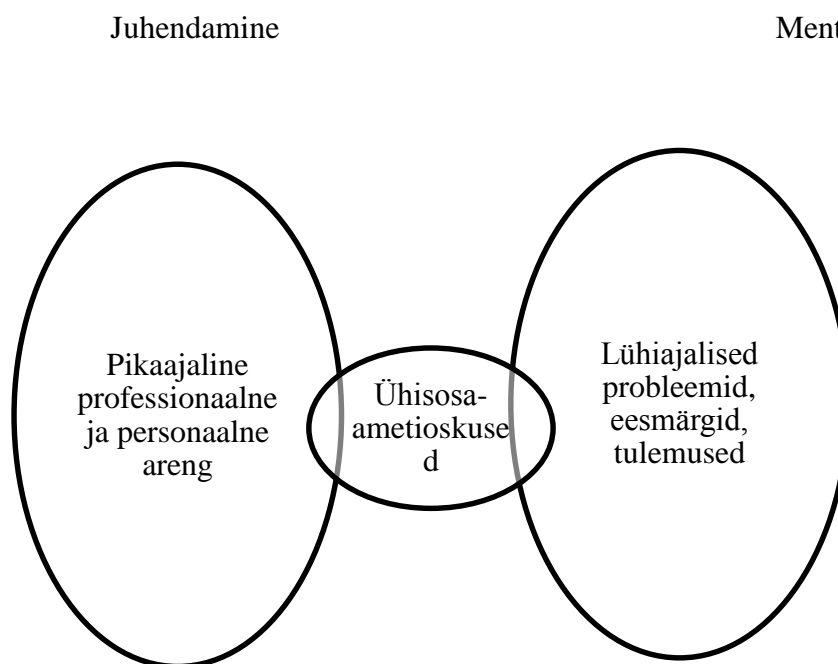 Juhendamine
Ment
Pikaajaline
professionaalne
ja personaalne
areng
Ühisosa-
ametioskuse
d
Lühiajalised
probleemid,
eesmärgid,
tulemused